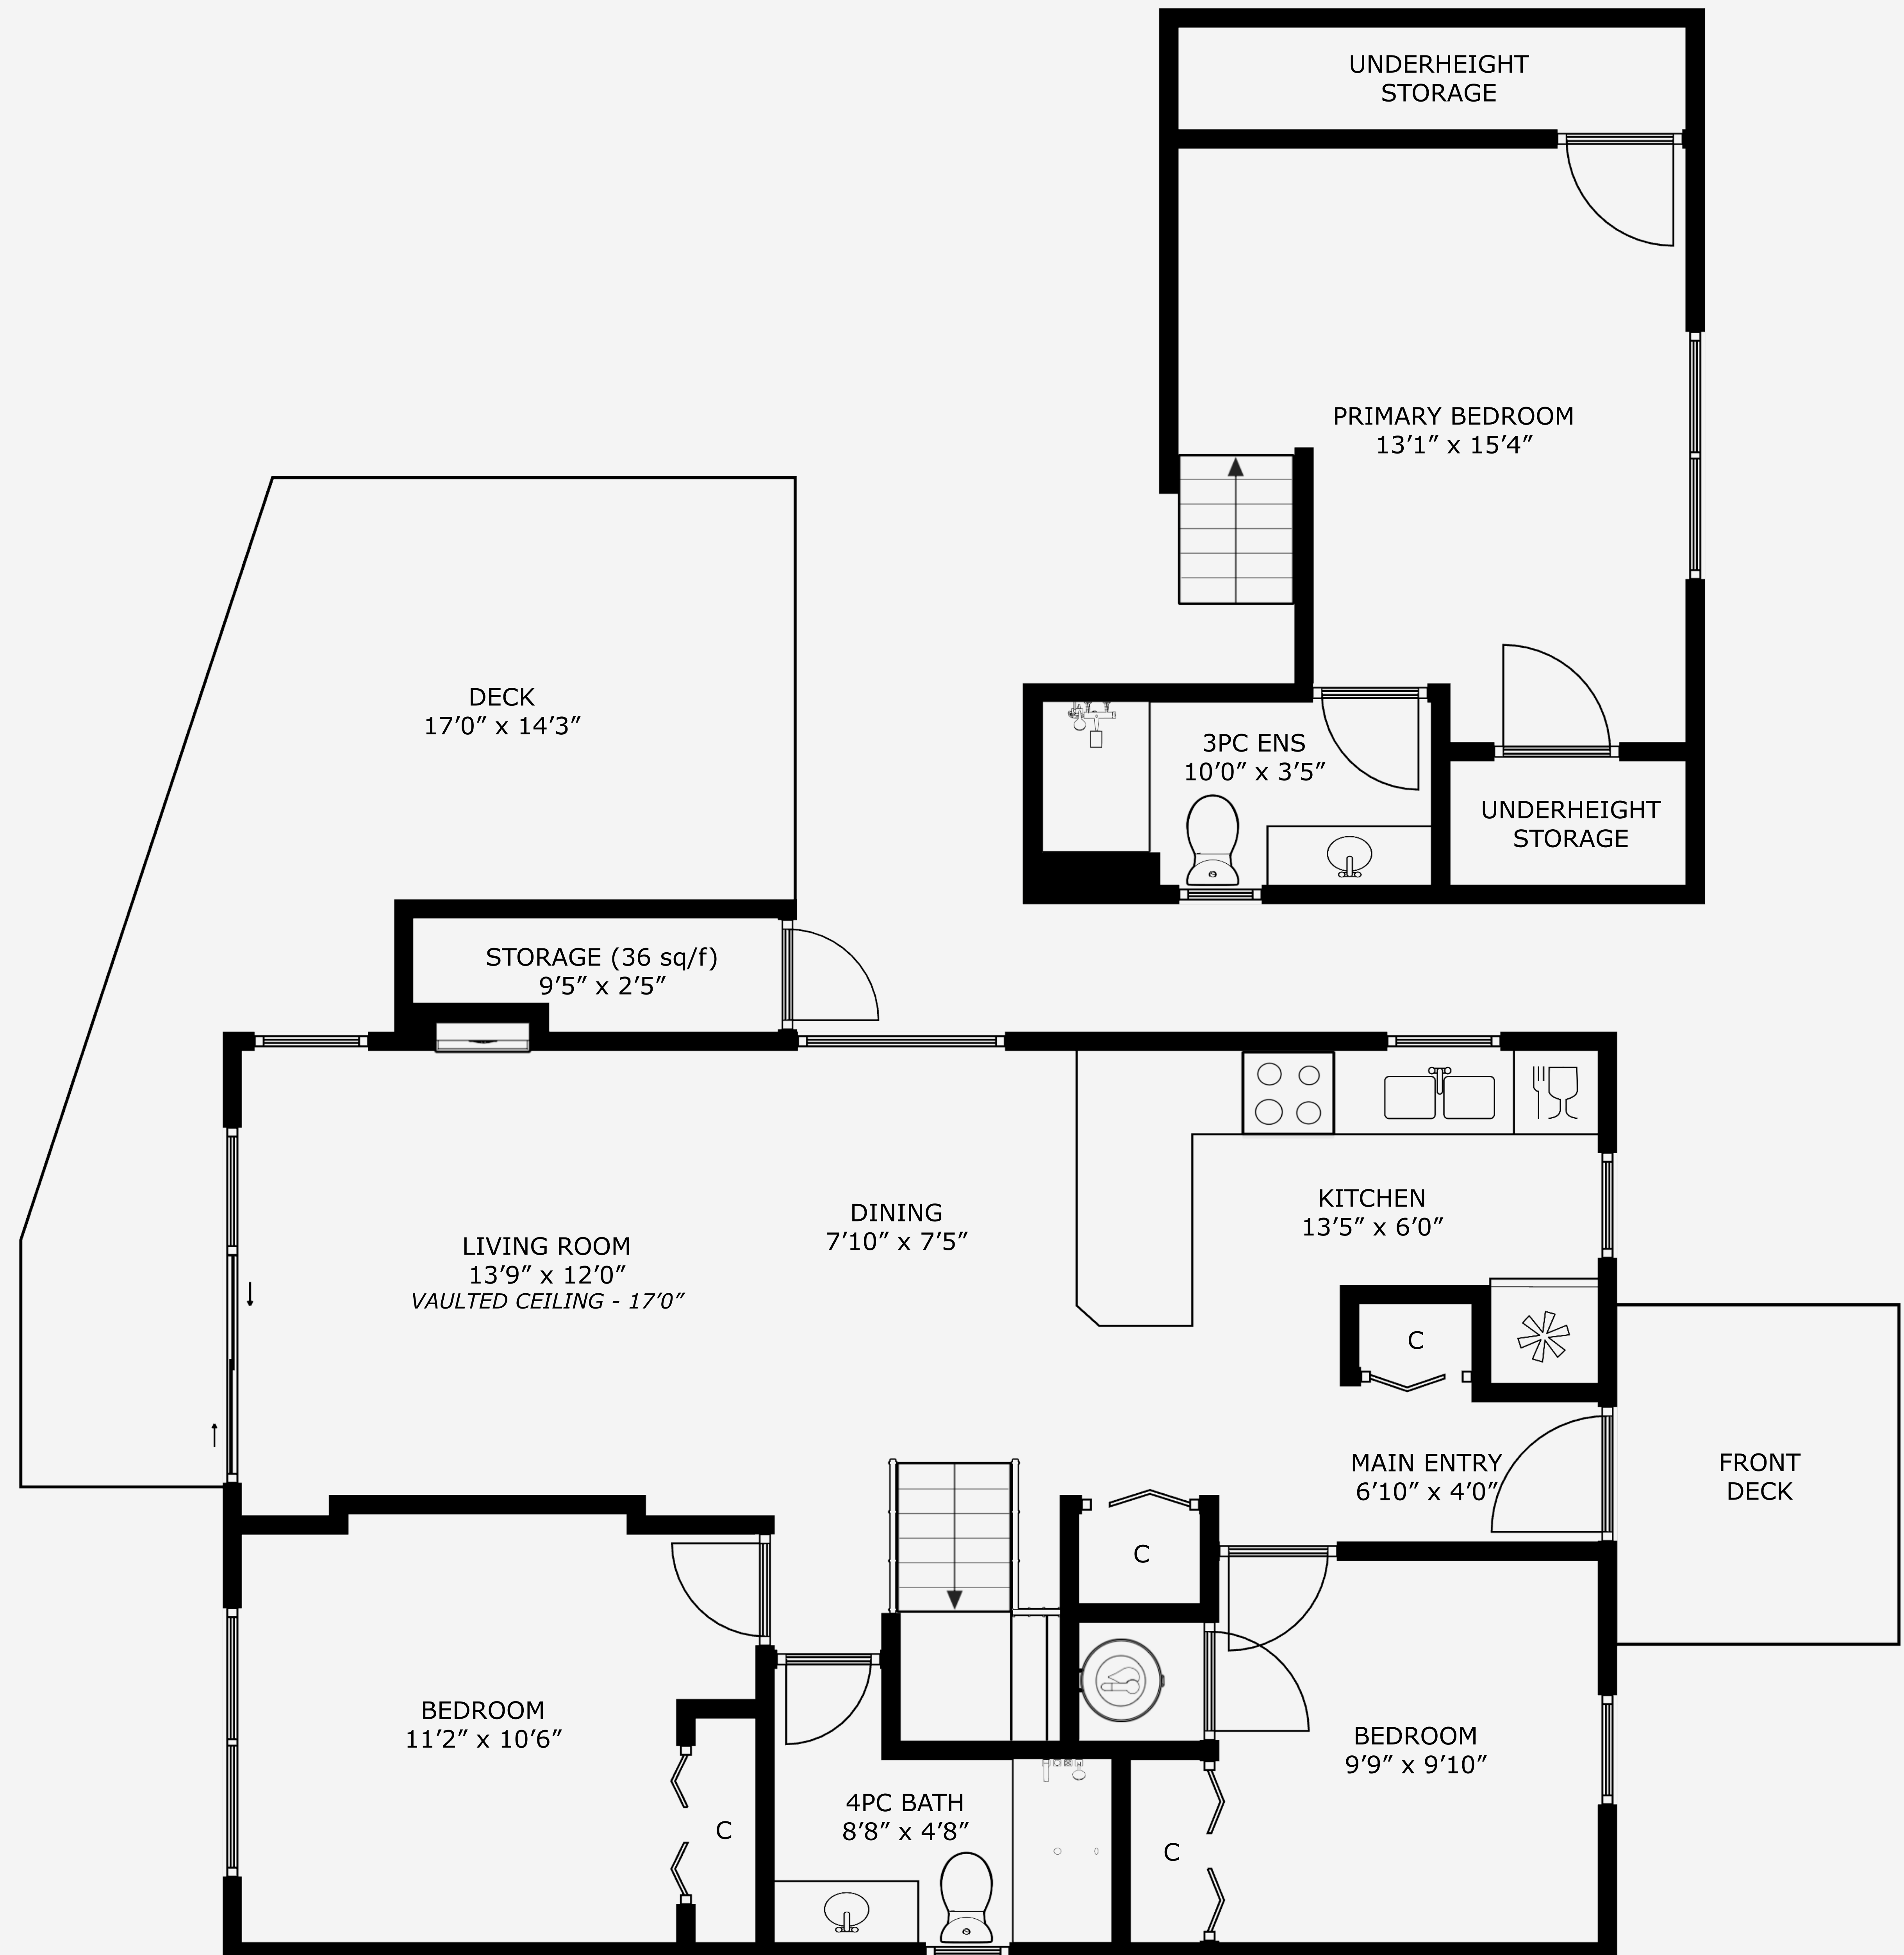 UNDERHEIGHT
STORAGE
PRIMARY BEDROOM
13′1″ x 15′4″
DECK
17′0″ x 14′3″
3PC ENS
10′0″ x 3′5″
UNDERHEIGHT
STORAGE
STORAGE (36 sq/f)
9′5″ x 2′5″
KITCHEN
13′5″ x 6′0″
DINING
7′10″ x 7′5″
LIVING ROOM
13′9″ x 12′0″
VAULTED CEILING - 17′0″
C
MAIN ENTRY
6′10″ x 4′0″
FRONT
DECK
C
BEDROOM
11′2″ x 10′6″
BEDROOM
9′9″ x 9′10″
4PC BATH
8′8″ x 4′8″
C
C